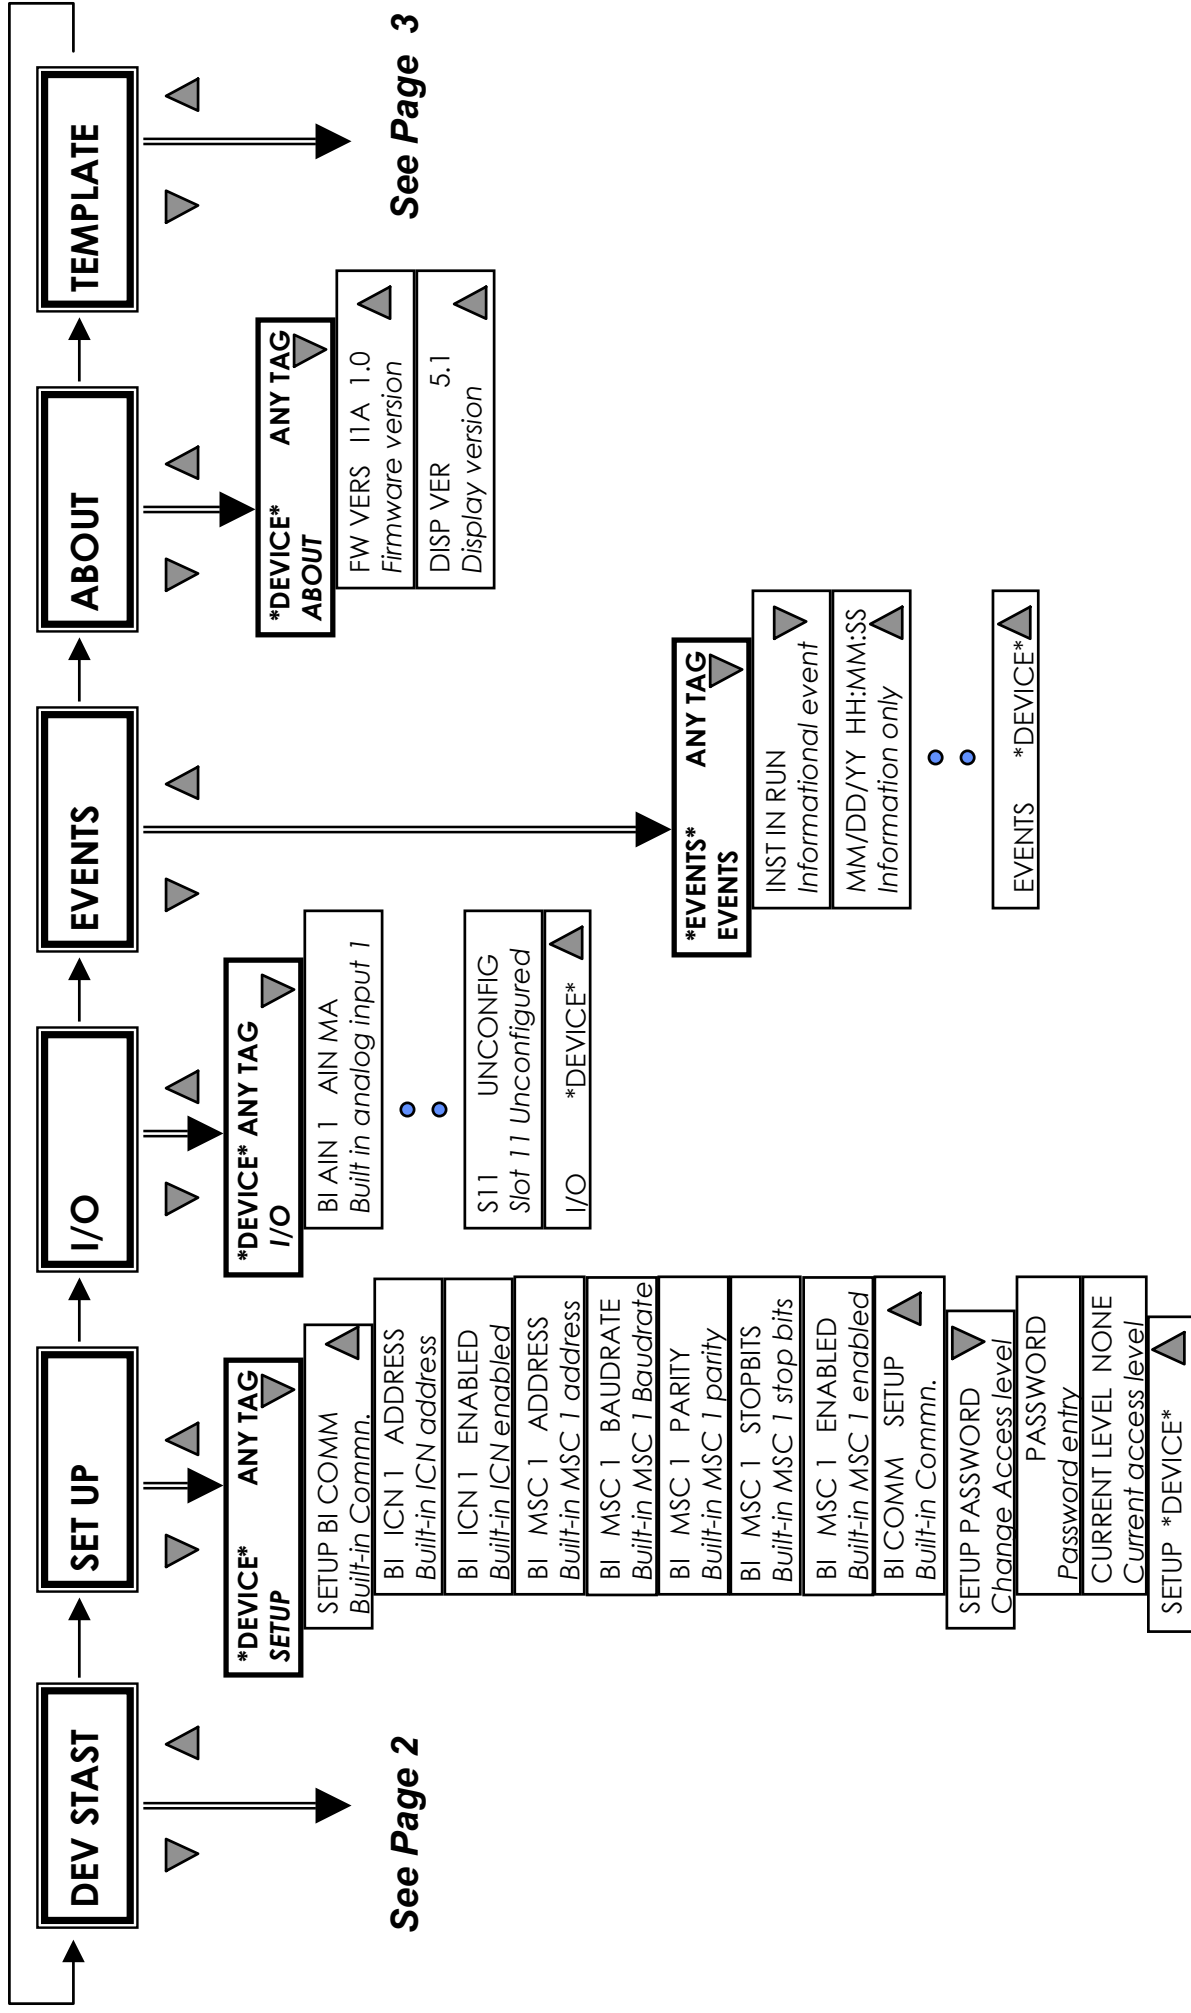 DEV STAST
SET UP
I/O
EVENTS
ABOUT
TEMPLATE
See Page 2
*DEVICE* ANY TAG
SETUP
SETUP BI COMM
Built-in Commn.
BI ICN 1 ADDRESS
Built-in ICN address
BI ICN 1 ENABLED
Built-in ICN enabled
BI MSC 1 ADDRESS
Built-in MSC 1 address
BI MSC 1 BAUDRATE
Built-in MSC 1 Baudrate
BI MSC 1 PARITY
Built-in MSC 1 parity
BI MSC 1 STOPBITS
Built-in MSC 1 stop bits
BI MSC 1 ENABLED
Built-in MSC 1 enabled
BI COMM SETUP
Built-in Commn.
SETUP PASSWORD
Change Access level
PASSWORD
Password entry
CURRENT LEVEL NONE
Current access level
SETUP *DEVICE*
*DEVICE* ANY TAG
I/O
BI AIN 1 AIN MA
Built in analog input 1
S11 UNCONFIG
Slot 11 Unconfigured
I/O *DEVICE*
*EVENTS* ANY TAG
EVENTS
INST IN RUN
Informational event
MM/DD/YY HH:MM:SS
Information only
EVENTS *DEVICE*
*DEVICE* ANY TAG
ABOUT
FW VERS I1A 1.0
Firmware version
DISP VER 5.1
Display version
See Page 3